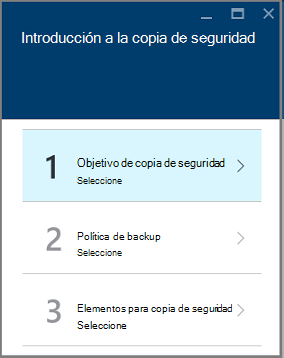 Introducción a la copia de seguridad
1 Objetivo de copia de seguridad
Seleccione
2 Política de backup
Seleccione
3 Elementos para copia de seguridad
Seleccione